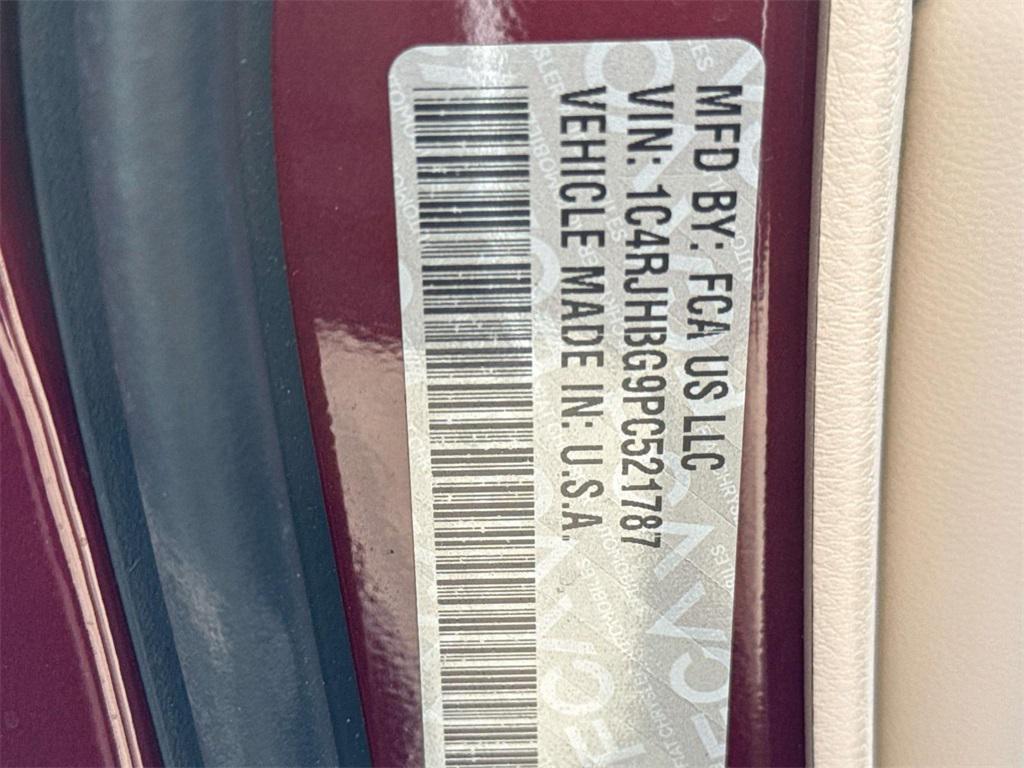 MFD BY: FCA US LLC
VIN: 1C4RJHBG9PC521787
VEHICLE MADE IN: U.S.A.